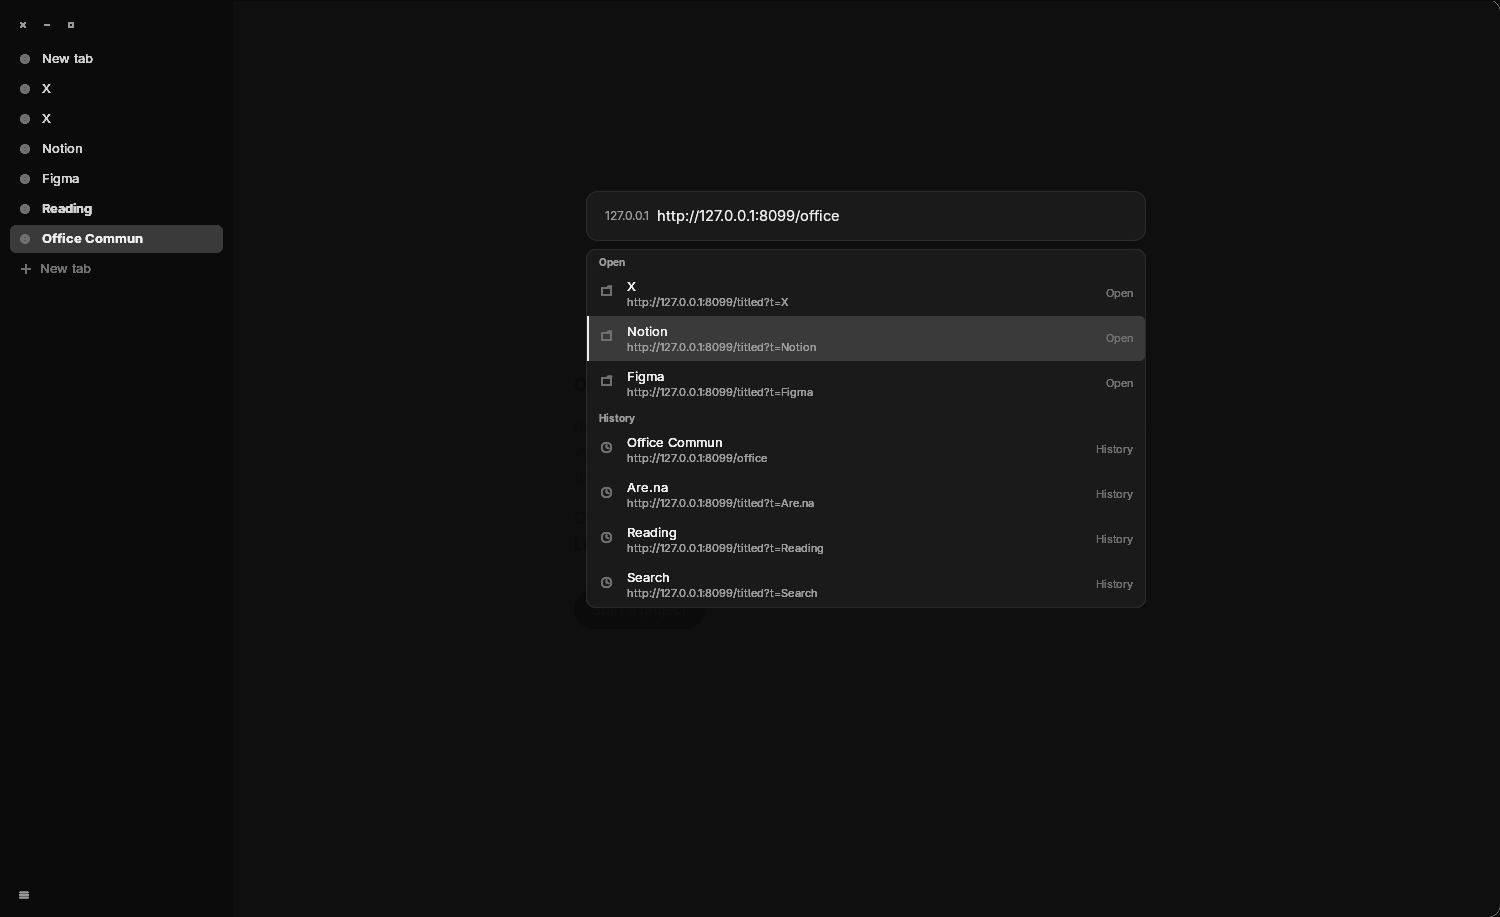 New tab
X
X
Notion
Figma
Reading
Office Commun
New tab
127.0.0.1 http://127.0.0.1:8099/office
Open
X
http://127.0.0.1:8099/titled?t=X
Open
Notion
http://127.0.0.1:8099/titled?t=Notion
Open
Figma
http://127.0.0.1:8099/titled?t=Figma
Open
History
Office Commun
http://127.0.0.1:8099/office
History
Are.na
http://127.0.0.1:8099/titled?t=Are.na
History
Reading
http://127.0.0.1:8099/titled?t=Reading
History
Search
http://127.0.0.1:8099/titled?t=Search
History